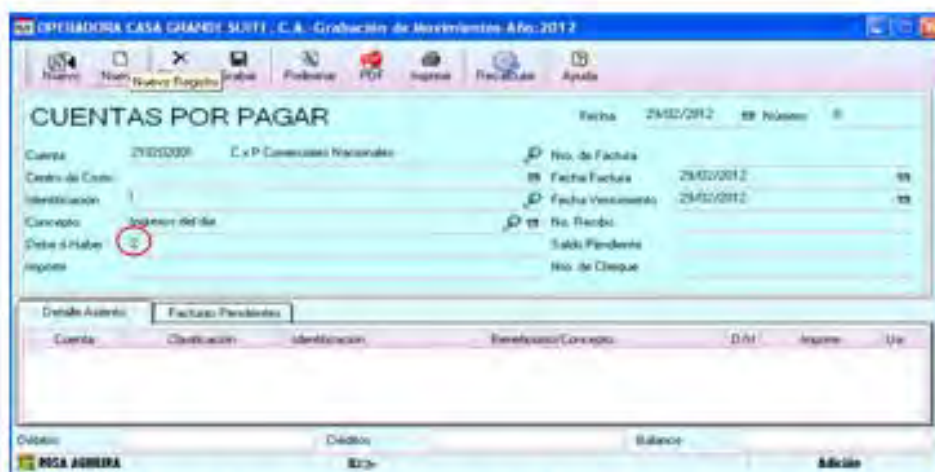 OPERADORA CASA GRANDE SUITE, C.A.-Grabación de Movimientos Año:2012
Nuevo Grabar Preliminar PDF Imprimir Recalcular Ayuda
Nuevo Registro
CUENTAS POR PAGAR
Fecha 29/02/2012 Número 0
Cuenta C x P Comerciales Nacionales
Nro. de Factura
Centro de Costo
Fecha Factura 29/02/2012
Identificación 1
Fecha Vencimiento 29/02/2012
Concepto Ingresos del dia
No. Recibo
Debe ó Haber
Saldo Pendiente
Importe
Nro. de Cheque
Detalle Asiento Facturas Pendientes
Cuenta Clasificación Identificación Beneficiario/Concepto D/H Importe
Débitos Créditos Balance
ROSA AGUILERA Adición